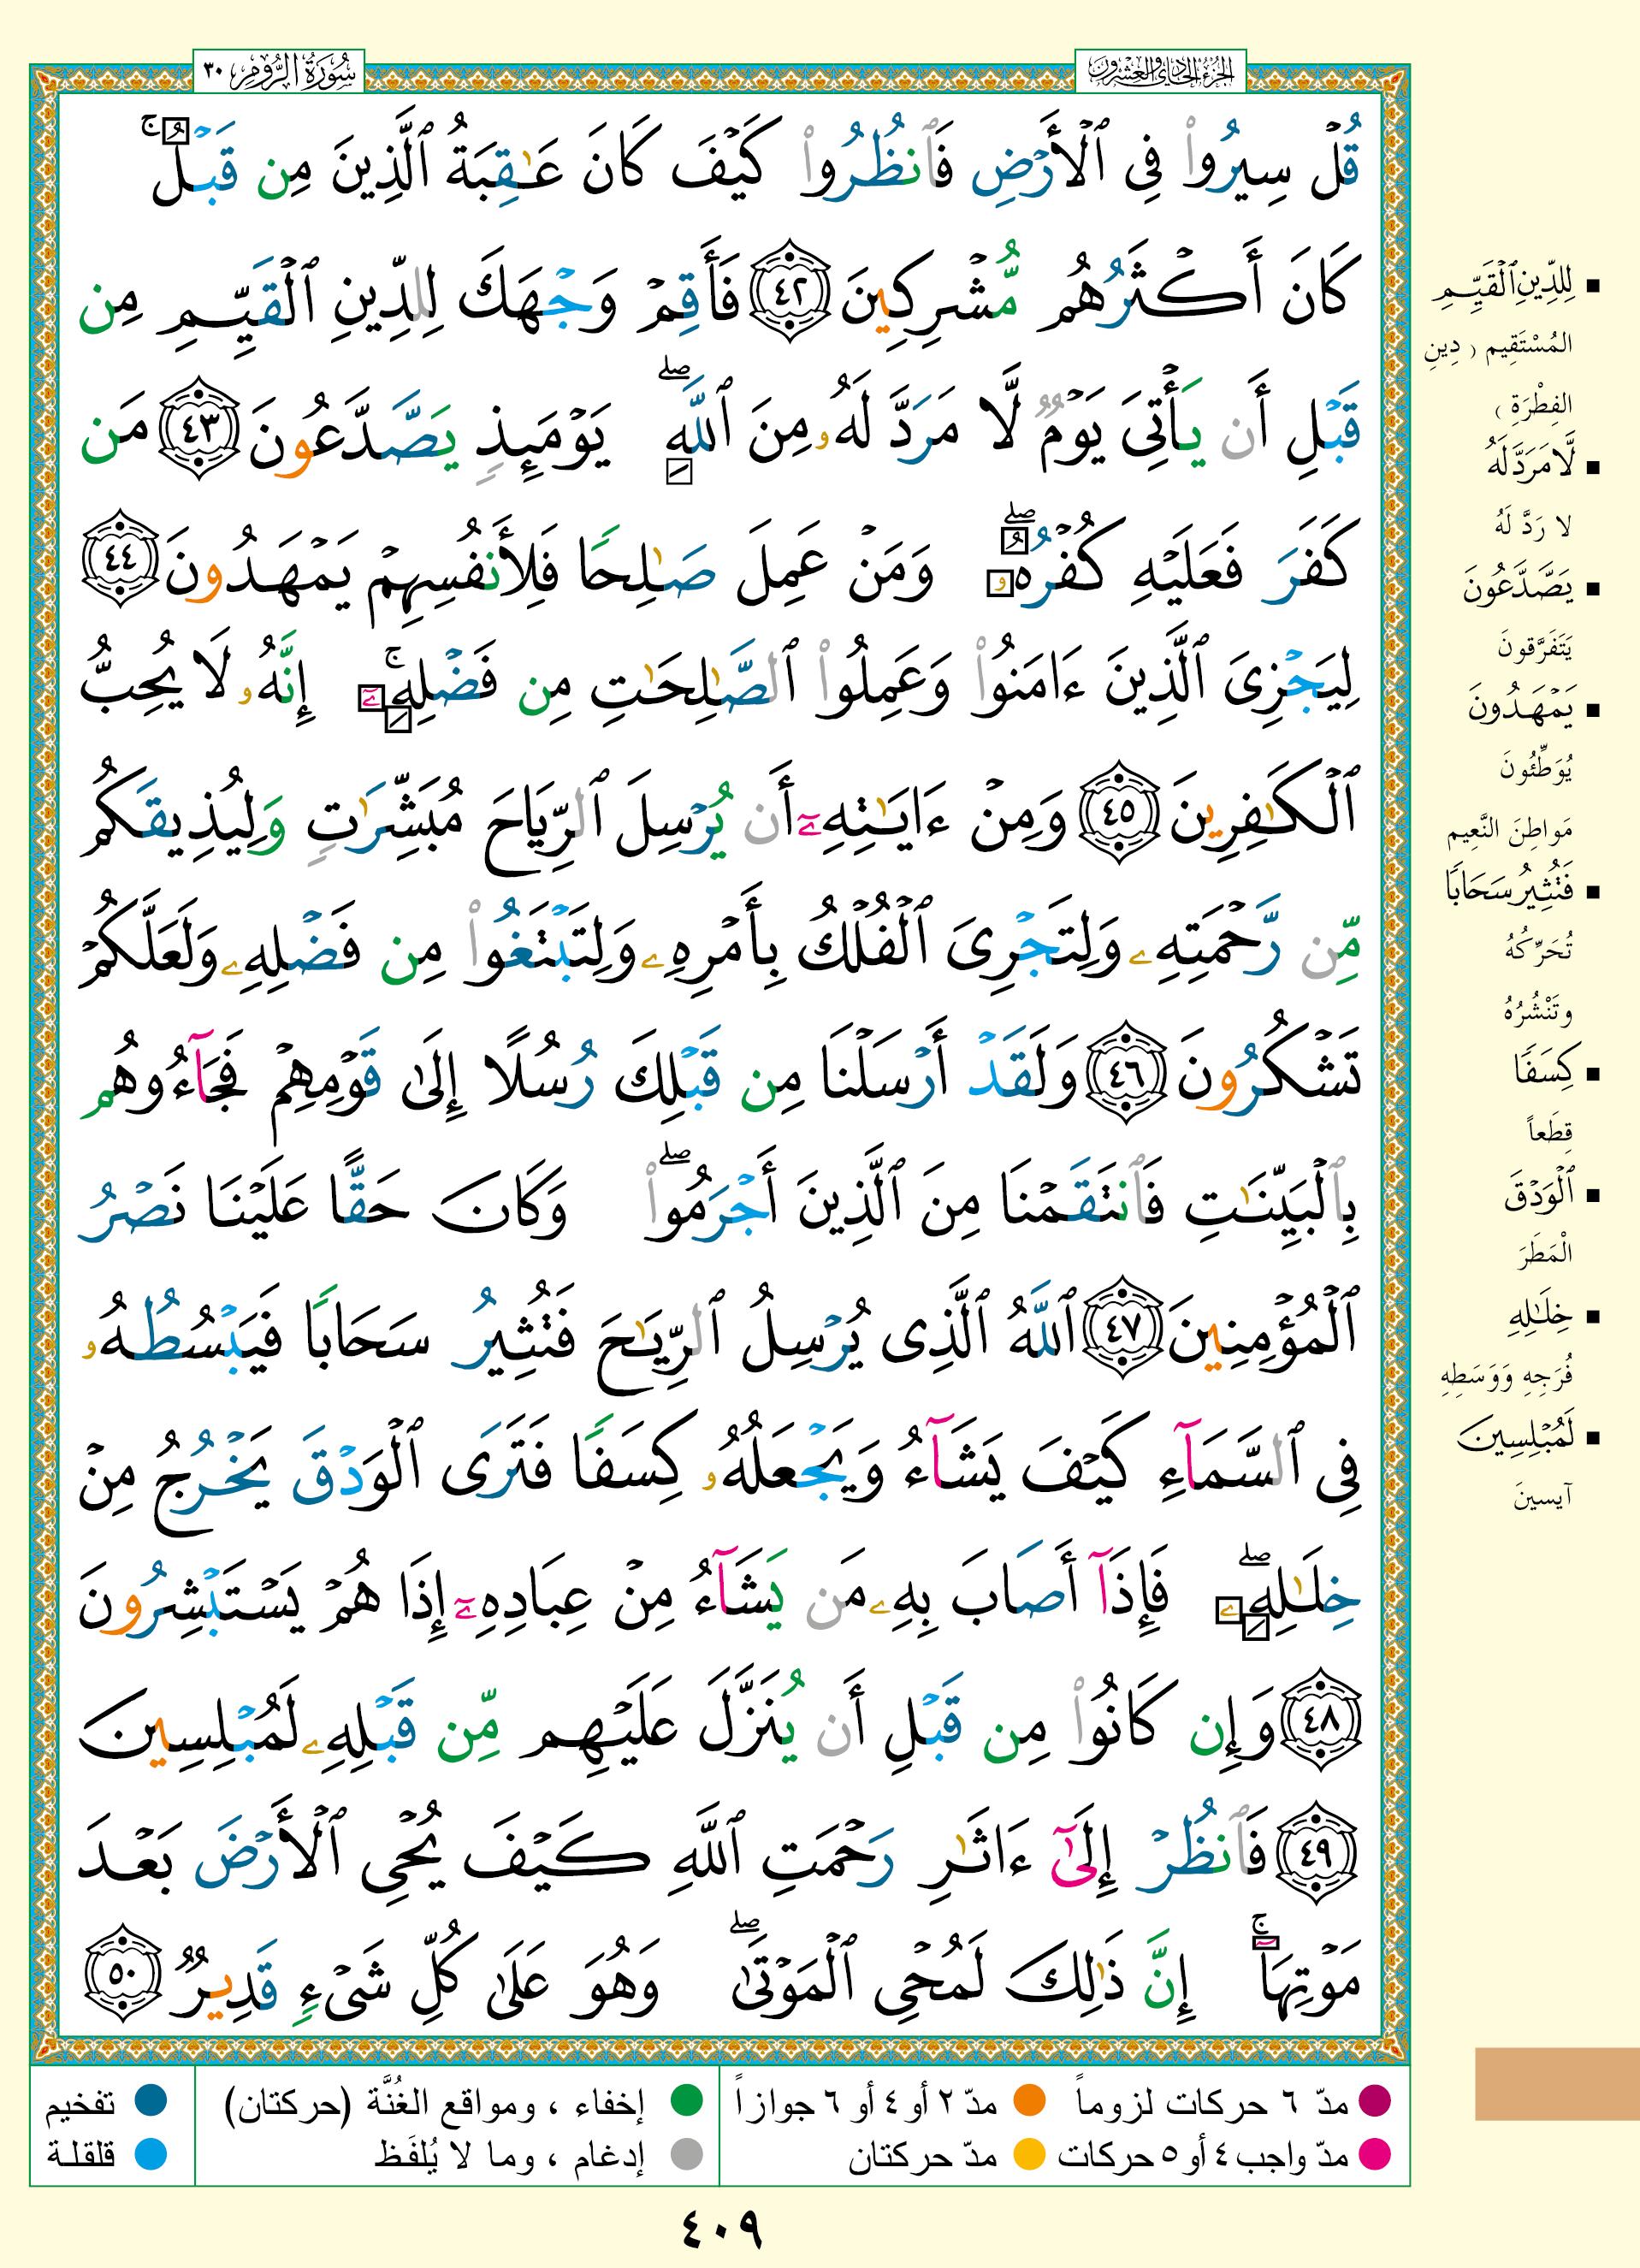 الجزء الحادي والعشرون
سُورَةُ الرُّومِ ٣٠
قُلۡ سِيرُواْ فِى ٱلۡأَرۡضِ فَٱنظُرُواْ كَيۡفَ كَانَ عَـٰقِبَةُ ٱلَّذِينَ مِن قَبۡلُۚ
كَانَ أَكۡثَرُهُم مُّشۡرِكِينَ ٤٢ فَأَقِمۡ وَجۡهَكَ لِلدِّينِ ٱلۡقَيِّمِ مِن
قَبۡلِ أَن يَأۡتِىَ يَوۡمٌ لَّا مَرَدَّ لَهُۥ مِنَ ٱللَّهِۖ يَوۡمَئِذٍ يَصَّدَّعُونَ ٤٣ مَن
كَفَرَ فَعَلَيۡهِ كُفۡرُهُۥۖ وَمَنۡ عَمِلَ صَـٰلِحًا فَلِأَنفُسِهِمۡ يَمۡهَدُونَ ٤٤
لِيَجۡزِىَ ٱلَّذِينَ ءَامَنُواْ وَعَمِلُواْ ٱلصَّـٰلِحَـٰتِ مِن فَضۡلِهِۦٓۚ إِنَّهُۥ لَا يُحِبُّ
ٱلۡكَـٰفِرِينَ ٤٥ وَمِنۡ ءَايَـٰتِهِۦٓ أَن يُرۡسِلَ ٱلرِّيَاحَ مُبَشِّرَٰتٍ وَلِيُذِيقَكُم
مِّن رَّحۡمَتِهِۦ وَلِتَجۡرِىَ ٱلۡفُلۡكُ بِأَمۡرِهِۦ وَلِتَبۡتَغُواْ مِن فَضۡلِهِۦ وَلَعَلَّكُمۡ
تَشۡكُرُونَ ٤٦ وَلَقَدۡ أَرۡسَلۡنَا مِن قَبۡلِكَ رُسُلًا إِلَىٰ قَوۡمِهِمۡ فَجَآءُوهُم
بِٱلۡبَيِّنَـٰتِ فَٱنتَقَمۡنَا مِنَ ٱلَّذِينَ أَجۡرَمُواْۖ وَكَانَ حَقًّا عَلَيۡنَا نَصۡرُ
ٱلۡمُؤۡمِنِينَ ٤٧ ٱللَّهُ ٱلَّذِى يُرۡسِلُ ٱلرِّيَـٰحَ فَتُثِيرُ سَحَابًا فَيَبۡسُطُهُۥ
فِى ٱلسَّمَآءِ كَيۡفَ يَشَآءُ وَيَجۡعَلُهُۥ كِسَفًا فَتَرَى ٱلۡوَدۡقَ يَخۡرُجُ مِنۡ
خِلَـٰلِهِۦۖ فَإِذَآ أَصَابَ بِهِۦ مَن يَشَآءُ مِنۡ عِبَادِهِۦٓ إِذَا هُمۡ يَسۡتَبۡشِرُونَ
٤٨ وَإِن كَانُواْ مِن قَبۡلِ أَن يُنَزَّلَ عَلَيۡهِم مِّن قَبۡلِهِۦ لَمُبۡلِسِينَ
٤٩ فَٱنظُرۡ إِلَىٰٓ ءَاثَـٰرِ رَحۡمَتِ ٱللَّهِ كَيۡفَ يُحۡىِ ٱلۡأَرۡضَ بَعۡدَ
مَوۡتِهَآۚ إِنَّ ذَٰلِكَ لَمُحۡىِ ٱلۡمَوۡتَىٰۖ وَهُوَ عَلَىٰ كُلِّ شَىۡءٍ قَدِيرٌ ٥٠
لِلدِّينِ ٱلۡقَيِّمِ
المُسْتَقِيم (دِينِ
الفِطْرَةِ)
لَّا مَرَدَّ لَهُ
لا رَدَّ لَهُ
يَصَّدَّعُونَ
يَتَفَرَّقونَ
يَمۡهَدُونَ
يُوَطِّئُونَ
مَواطِنَ النَّعِيم
فَتُثِيرُ سَحَابًا
تُحَرِّكُهُ
وتَنْشُرُهُ
كِسَفًا
قِطَعاً
ٱلۡوَدۡقَ
الْمَطَرَ
خِلَـٰلِهِ
فُرَجِهِ وَوَسَطِهِ
لَمُبۡلِسِينَ
آيسينَ
مدّ ٦ حركات لزوماً مدّ ٢ أو ٤ أو ٦ جوازاً إخفاء ، ومواقع الغُنَّة (حركتان) تفخيم
مدّ واجب ٤ أو ٥ حركات مدّ حركتان إدغام ، وما لا يُلفَظ قلقلة
٤٠٩